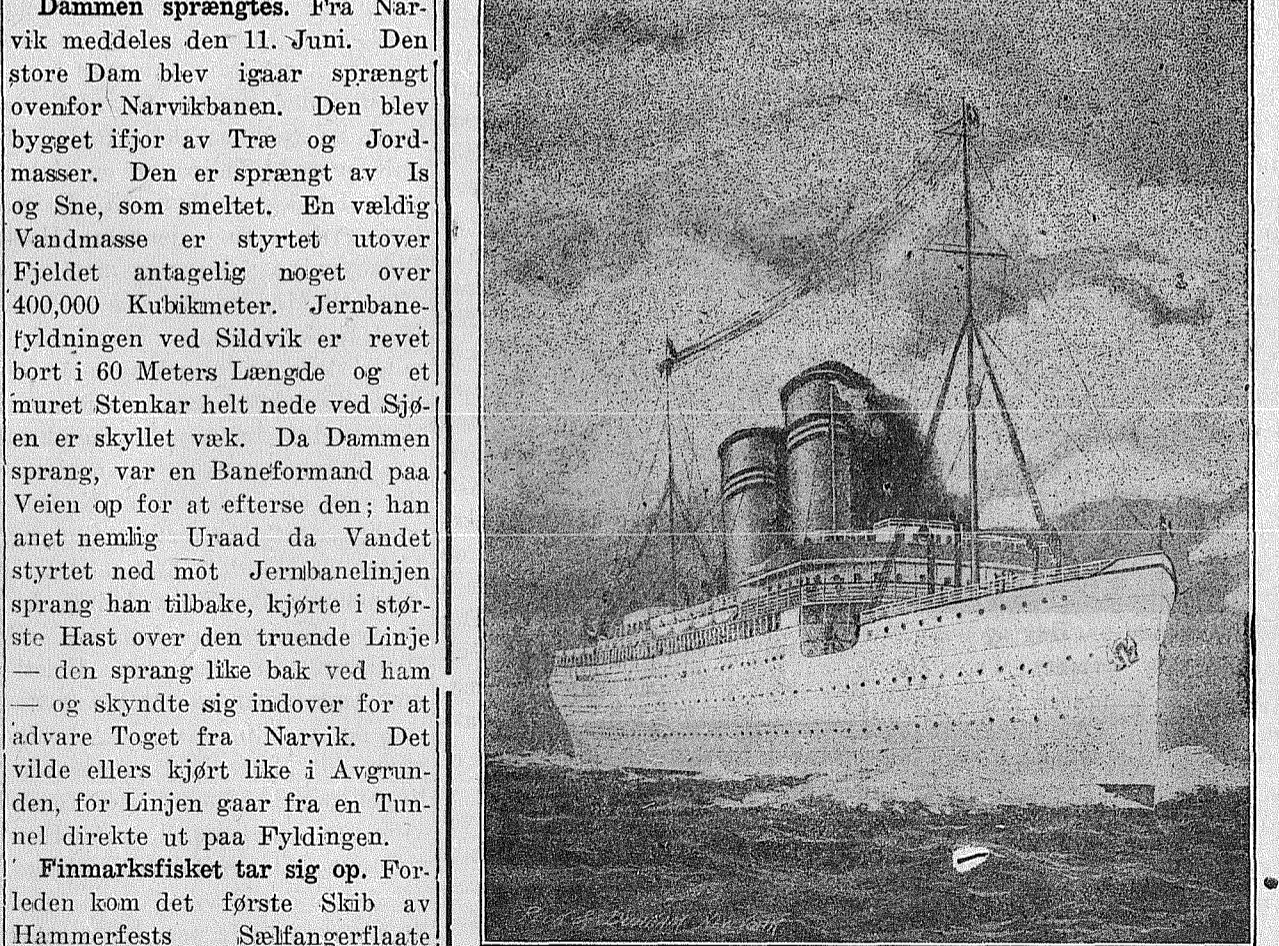 Dammen sprængtes. Fra Nar-
vik meddeles den 11. Juni. Den
store Dam blev igaar sprængt
ovenfor Narvikbanen. Den blev
bygget ifjor av Træ og Jord-
masser. Den er sprængt av Is
og Sne, som smeltet. En vældig
Vandmasse er styrtet utover
Fjeldet antagelig noget over
400,000 Kubikmeter. Jernbane-
fyldningen ved Sildvik er revet
bort i 60 Meters Længde og et
muret Stenkar helt nede ved Sjø-
en er skyllet væk. Da Dammen
sprang, var en Baneformand paa
Veien op for at efterse den; han
anet nemlig Uraad da Vandet
styrtet ned mot Jernbanelinjen
sprang han tilbake, kjørte i stør-
ste Hast over den truende Linje
— den sprang like bak ved ham
— og skyndte sig indover for at
advare Toget fra Narvik. Det
vilde ellers kjørt like i Avgrun-
den, for Linjen gaar fra en Tun-
nel direkte ut paa Fyldingen.
Finmarksfisket tar sig op. For-
leden kom det første Skib av
Hammerfests Sælfangerflaate